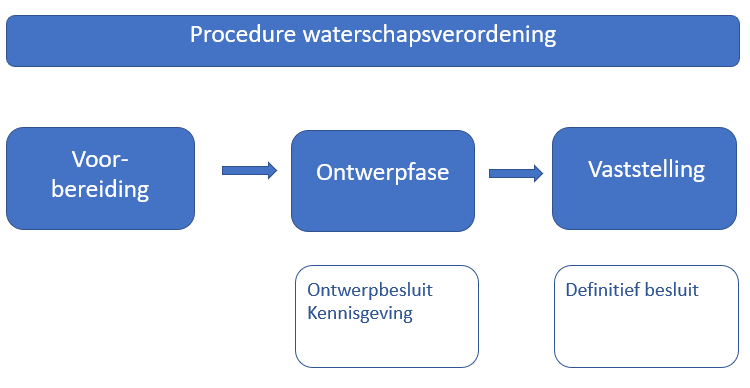 Procedure waterschapsverordening
Voor-
bereiding
Ontwerpfase
Vaststelling
Ontwerpbesluit
Kennisgeving
Definitief besluit